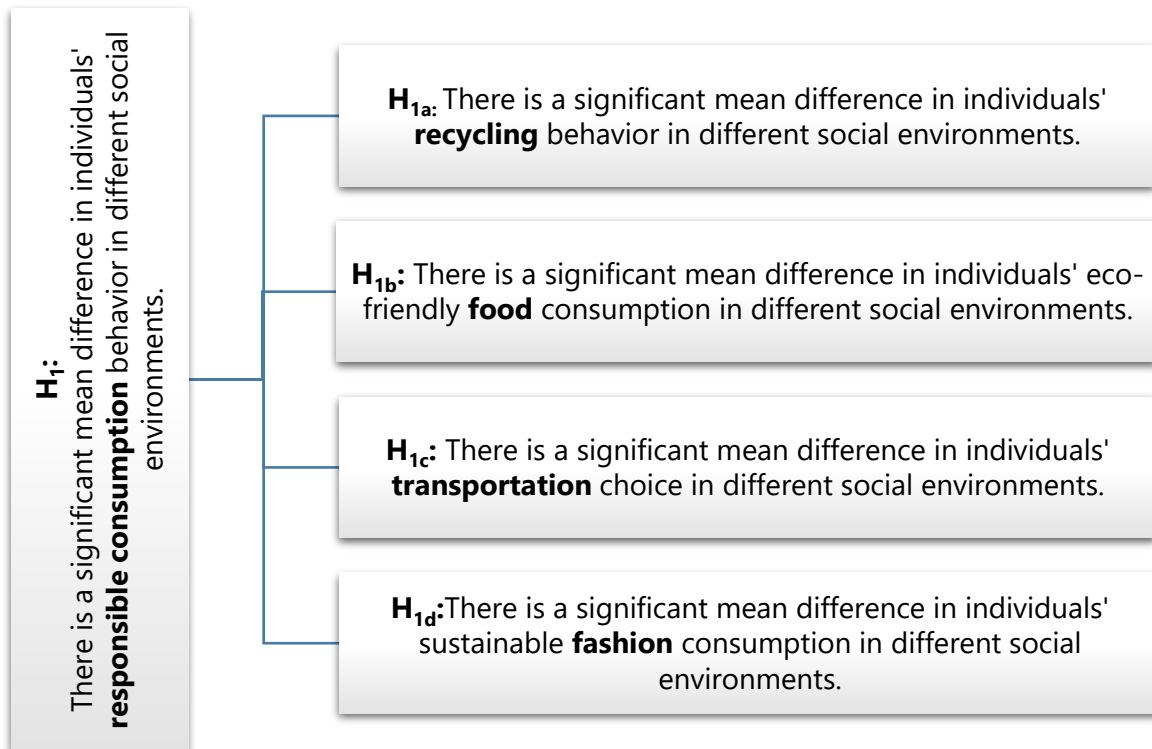 H1:
There is a significant mean difference in individuals'
responsible consumption behavior in different social
environments.
H1a: There is a significant mean difference in individuals'
recycling behavior in different social environments.
H1b: There is a significant mean difference in individuals' eco-
friendly food consumption in different social environments.
H1c: There is a significant mean difference in individuals'
transportation choice in different social environments.
H1d:There is a significant mean difference in individuals'
sustainable fashion consumption in different social
environments.